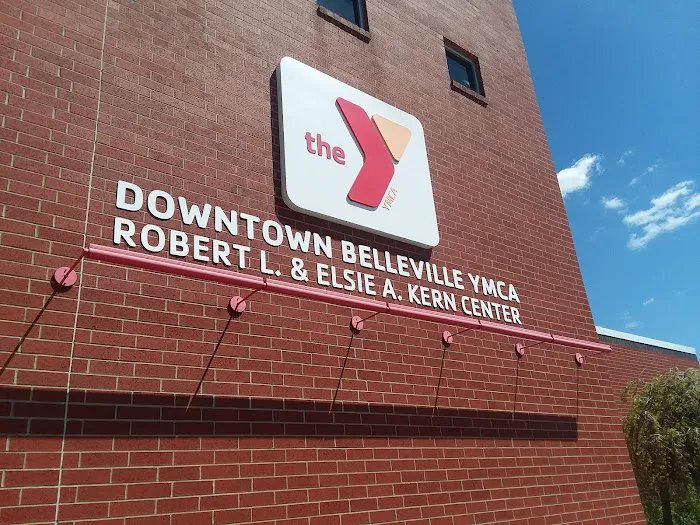 the Y
YMCA
DOWNTOWN BELLEVILLE YMCA
ROBERT L. & ELSIE A. KERN CENTER